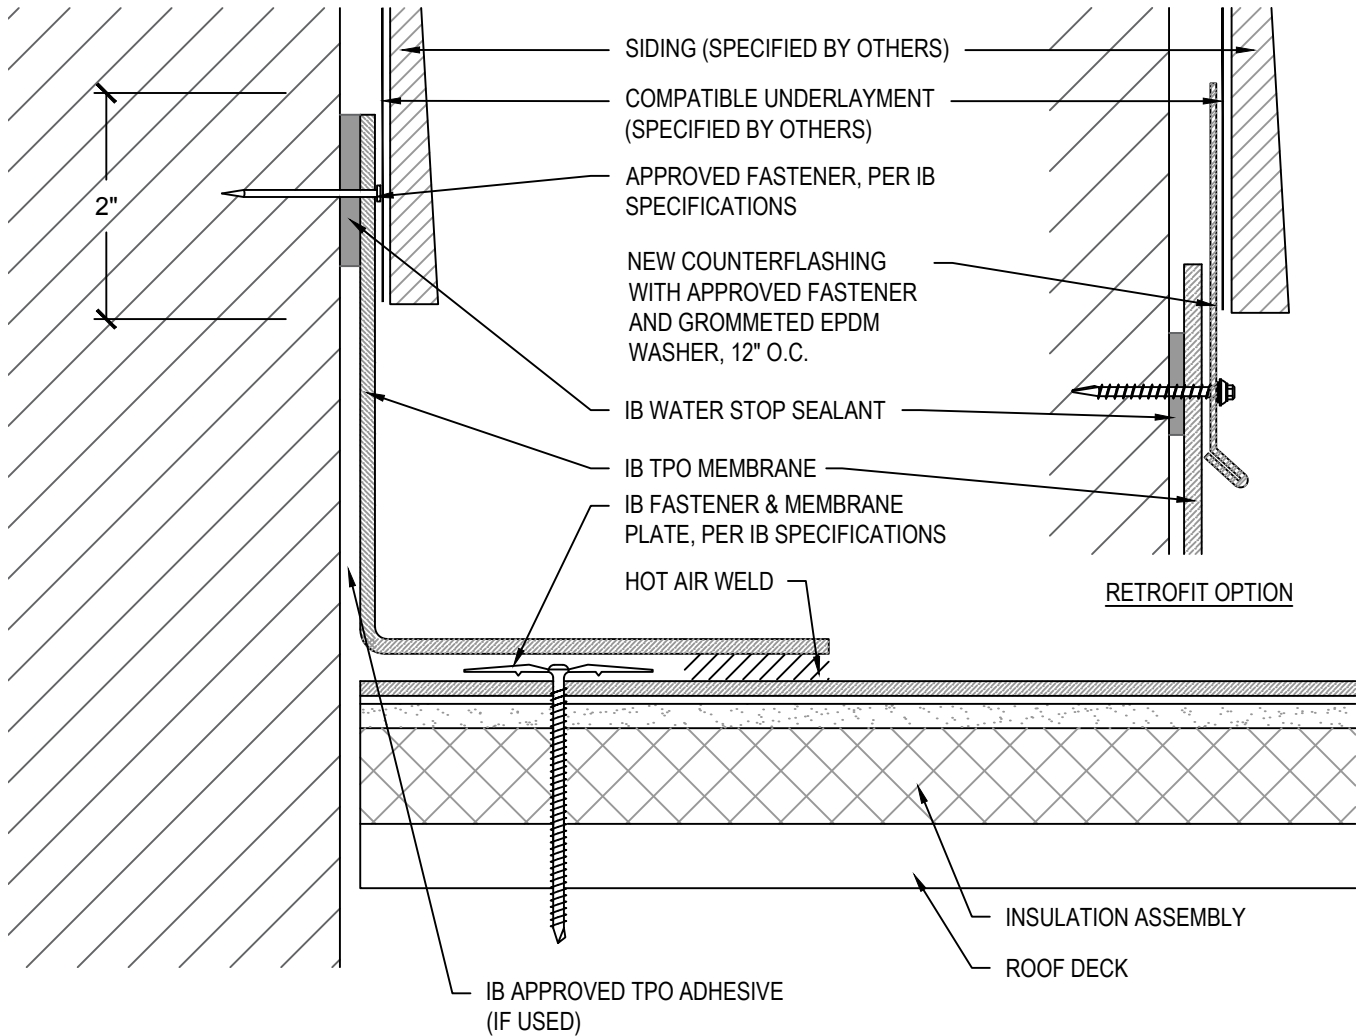 SIDING (SPECIFIED BY OTHERS)
COMPATIBLE UNDERLAYMENT
(SPECIFIED BY OTHERS)
APPROVED FASTENER, PER IB
SPECIFICATIONS
2"
NEW COUNTERFLASHING
WITH APPROVED FASTENER
AND GROMMETED EPDM
WASHER, 12" O.C.
IB WATER STOP SEALANT
IB TPO MEMBRANE
IB FASTENER & MEMBRANE
PLATE, PER IB SPECIFICATIONS
HOT AIR WELD
RETROFIT OPTION
INSULATION ASSEMBLY
ROOF DECK
IB APPROVED TPO ADHESIVE
(IF USED)